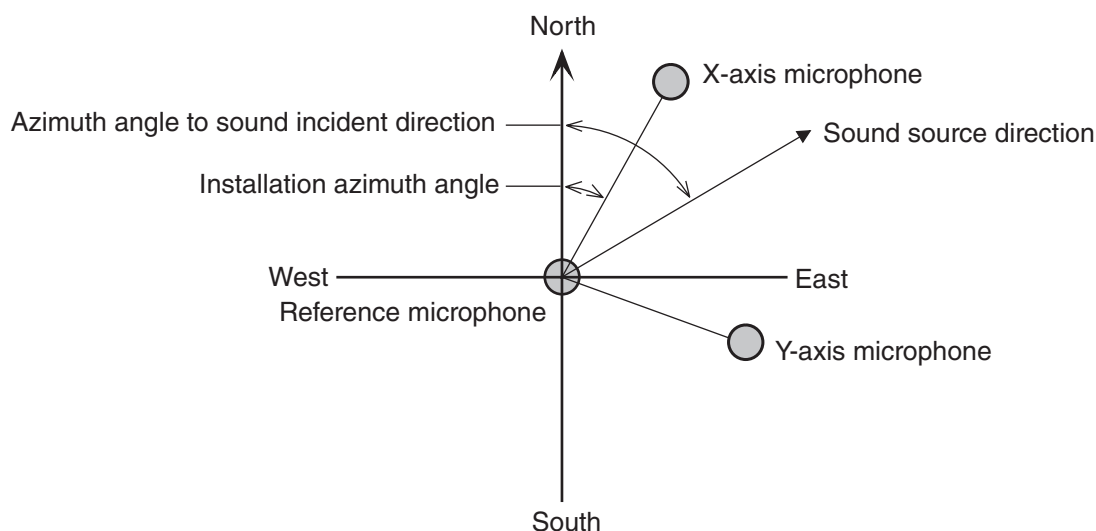 North
X-axis microphone
Azimuth angle to sound incident direction
Sound source direction
Installation azimuth angle
West
East
Reference microphone
Y-axis microphone
South